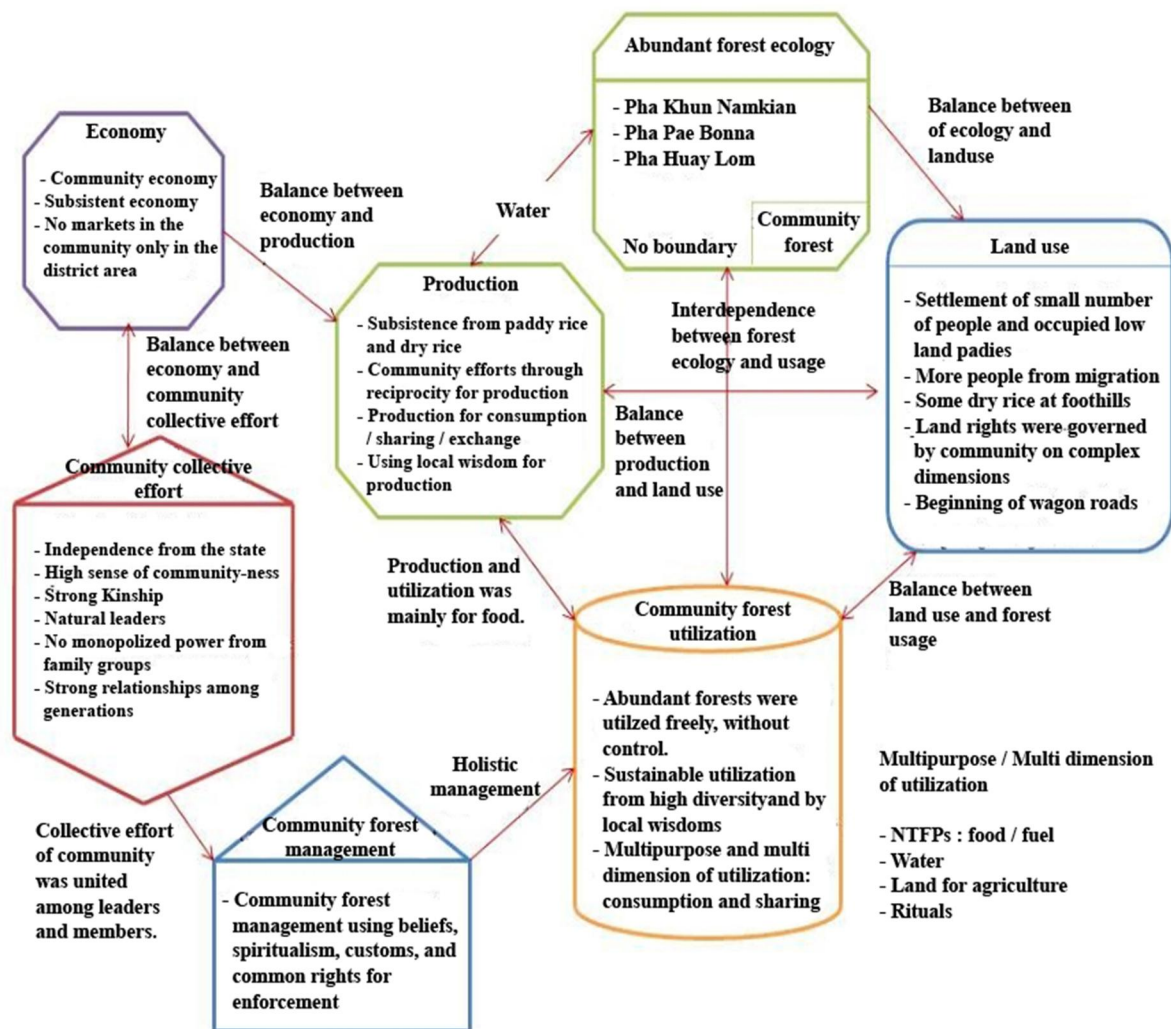 Abundant forest ecology
- Pha Khun Namkian
- Pha Pae Bonna
- Pha Huay Lom
No boundary
Community
forest
Economy
- Community economy
- Subsistent economy
- No markets in the
community only in the
district area
Balance between
economy and
production
Water
Balance between
of ecology and
landuse
Production
- Subsistence from paddy rice
and dry rice
- Community efforts through
reciprocity for production
- Production for consumption
/ sharing / exchange
- Using local wisdom for
production
Interdependence
between forest
ecology and usage
Land use
- Settlement of small number
of people and occupied low
land padies
- More people from migration
- Some dry rice at foothills
- Land rights were governed
by community on complex
dimensions
- Beginning of wagon roads
Balance between
economy and
community
collective effort
Balance
between
production
and land use
Community collective
effort
- Independence from the state
- High sense of community-ness
- Strong Kinship
- Natural leaders
- No monopolized power from
family groups
- Strong relationships among
generations
Production and
utilization was
mainly for food.
Balance between
land use and forest
usage
Community forest
utilization
- Abundant forests were
utilzed freely, without
control.
- Sustainable utilization
from high diversityand by
local wisdoms
- Multipurpose and multi
dimension of utilization:
consumption and sharing
Holistic
management
Collective effort
of community
was united
among leaders
and members.
Community forest
management
- Community forest
management using beliefs,
spiritualism, customs, and
common rights for
enforcement
Multipurpose / Multi dimension
of utilization
- NTFPs : food / fuel
- Water
- Land for agriculture
- Rituals